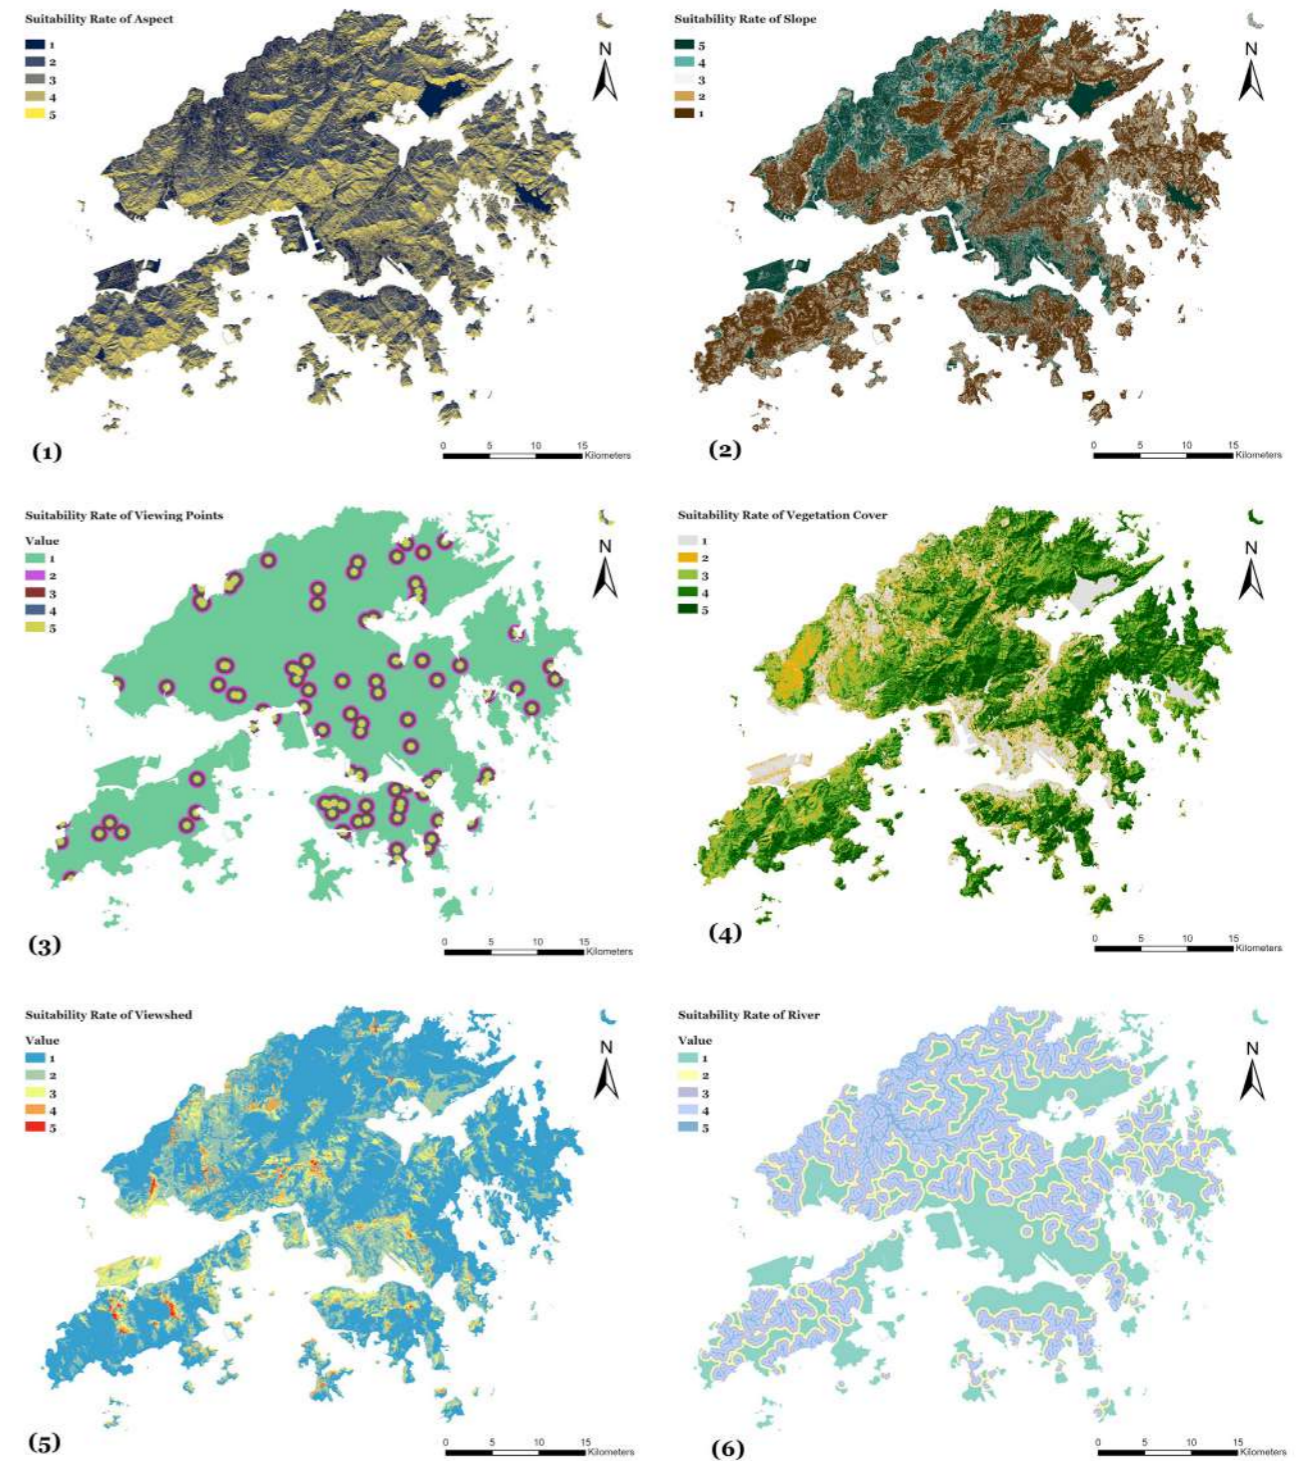 Suitability Rate of Aspect
1
2
3
4
5
N
0 5 10 15
Kilometers
(1)
Suitability Rate of Slope
5
4
3
2
1
N
0 5 10 15
Kilometers
(2)
Suitability Rate of Viewing Points
Value
1
2
3
4
5
N
0 5 10 15
Kilometers
(3)
Suitability Rate of Vegetation Cover
1
2
3
4
5
N
0 5 10 15
Kilometers
(4)
Suitability Rate of Viewshed
Value
1
2
3
4
5
N
0 5 10 15
Kilometers
(5)
Suitability Rate of River
Value
1
2
3
4
5
N
0 5 10 15
Kilometers
(6)